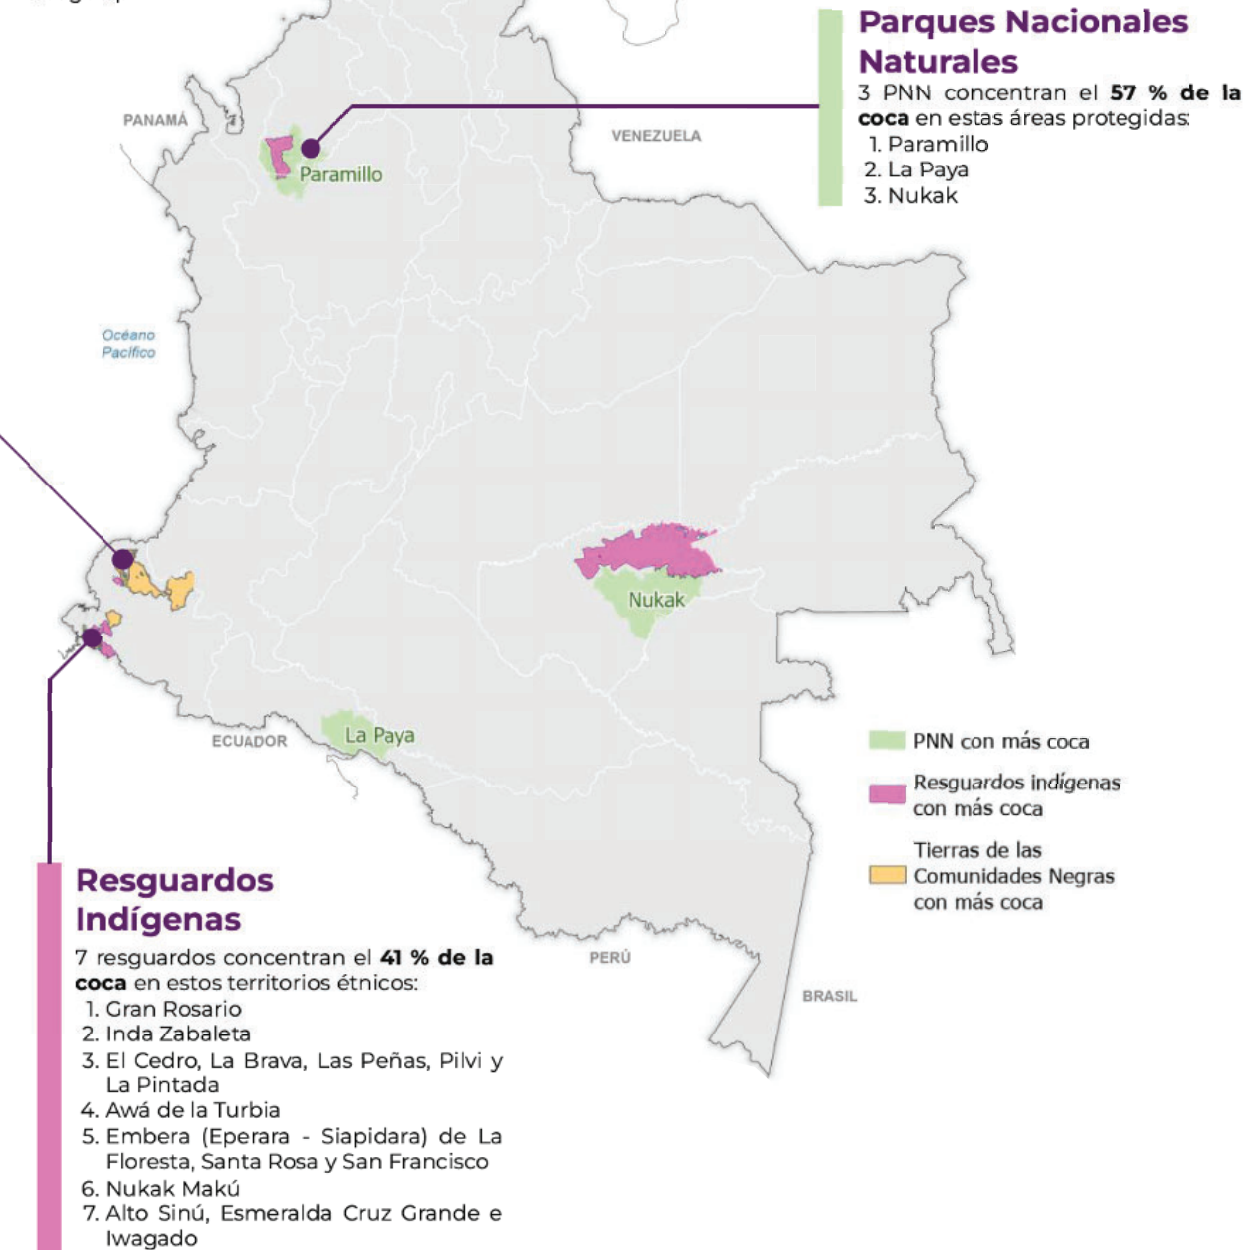 Parques Nacionales
Naturales
3 PNN concentran el 57 % de la
coca en estas áreas protegidas:
1. Paramillo
2. La Paya
3. Nukak
PANAMÁ
VENEZUELA
Paramillo
Océano
Pacífico
Nukak
La Paya
ECUADOR
PNN con más coca
Resguardos indígenas
con más coca
Tierras de las
Comunidades Negras
con más coca
PERÚ
BRASIL
Resguardos
Indígenas
7 resguardos concentran el 41 % de la
coca en estos territorios étnicos:
1. Gran Rosario
2. Inda Zabaleta
3. El Cedro, La Brava, Las Peñas, Pilvi y
La Pintada
4. Awá de la Turbia
5. Embera (Eperara - Siapidara) de La
Floresta, Santa Rosa y San Francisco
6. Nukak Makú
7. Alto Sinú, Esmeralda Cruz Grande e
Iwagado